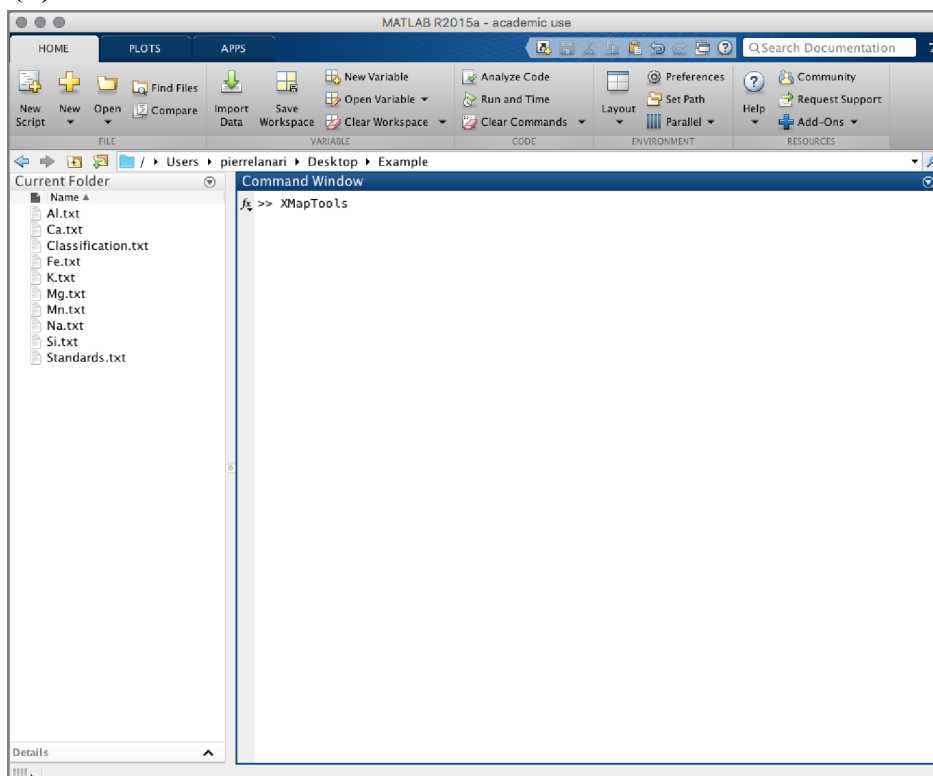 MATLAB R2015a - academic use
HOME PLOTS APPS Search Documentation
New Script New Open Find Files Compare Import Data Save Workspace New Variable Open Variable Clear Workspace Analyze Code Run and Time Clear Commands Layout Preferences Set Path Parallel Help Community Request Support Add-Ons
FILE VARIABLE CODE ENVIRONMENT RESOURCES
/ Users pierrelanari Desktop Example
Current Folder
Command Window
Name
fx >> XMapTools
Al.txt
Ca.txt
Classification.txt
Fe.txt
K.txt
Mg.txt
Mn.txt
Na.txt
Si.txt
Standards.txt
Details